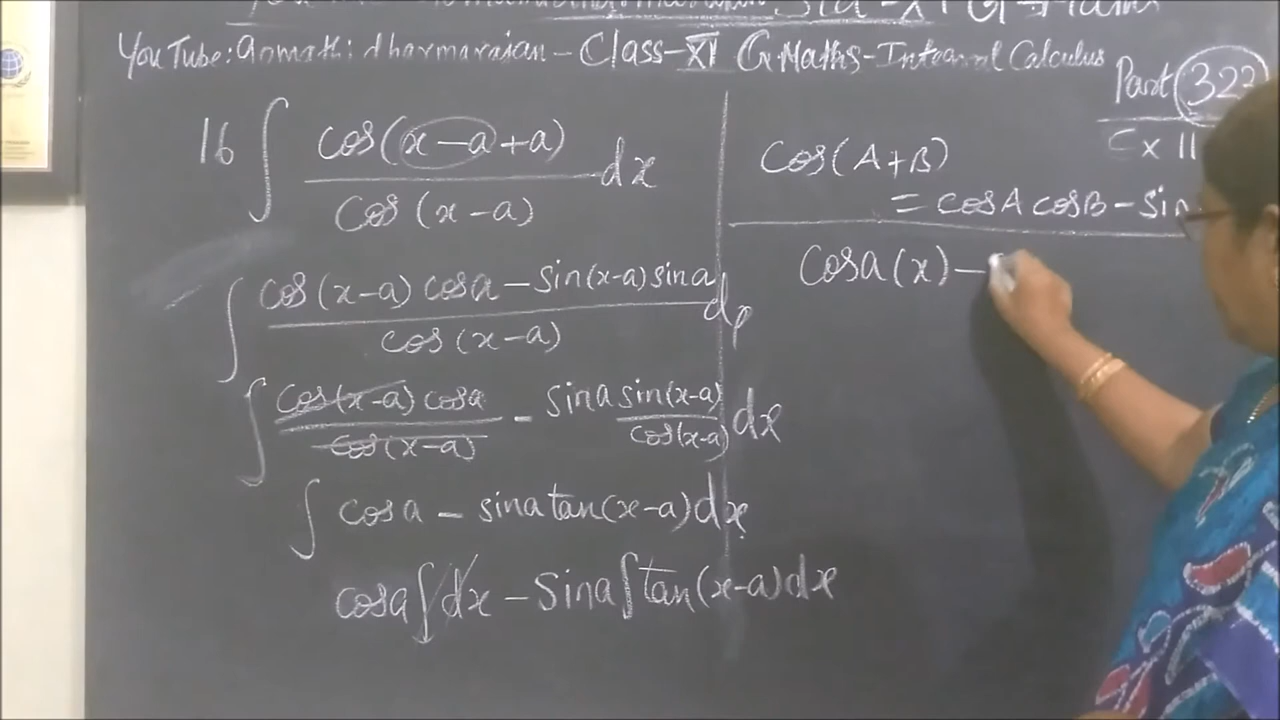 YouTube: anmathi dharmarajan - Class-XI G.Maths-Integral Calculus
Part 322
Ex 11
16 ∫ cos(x-a+a) / cos(x-a) dx
∫ cos(x-a) cosa - sin(x-a) sina / cos(x-a) dx
∫ cos(x-a) cosa / cos(x-a) - sina sin(x-a) / cos(x-a) dx
∫ cosa - sina tan(x-a) dx
cosa ∫ dx - sina ∫ tan(x-a) dx
cos(A+B)
= cosA cosB - sin
cosa(x) -